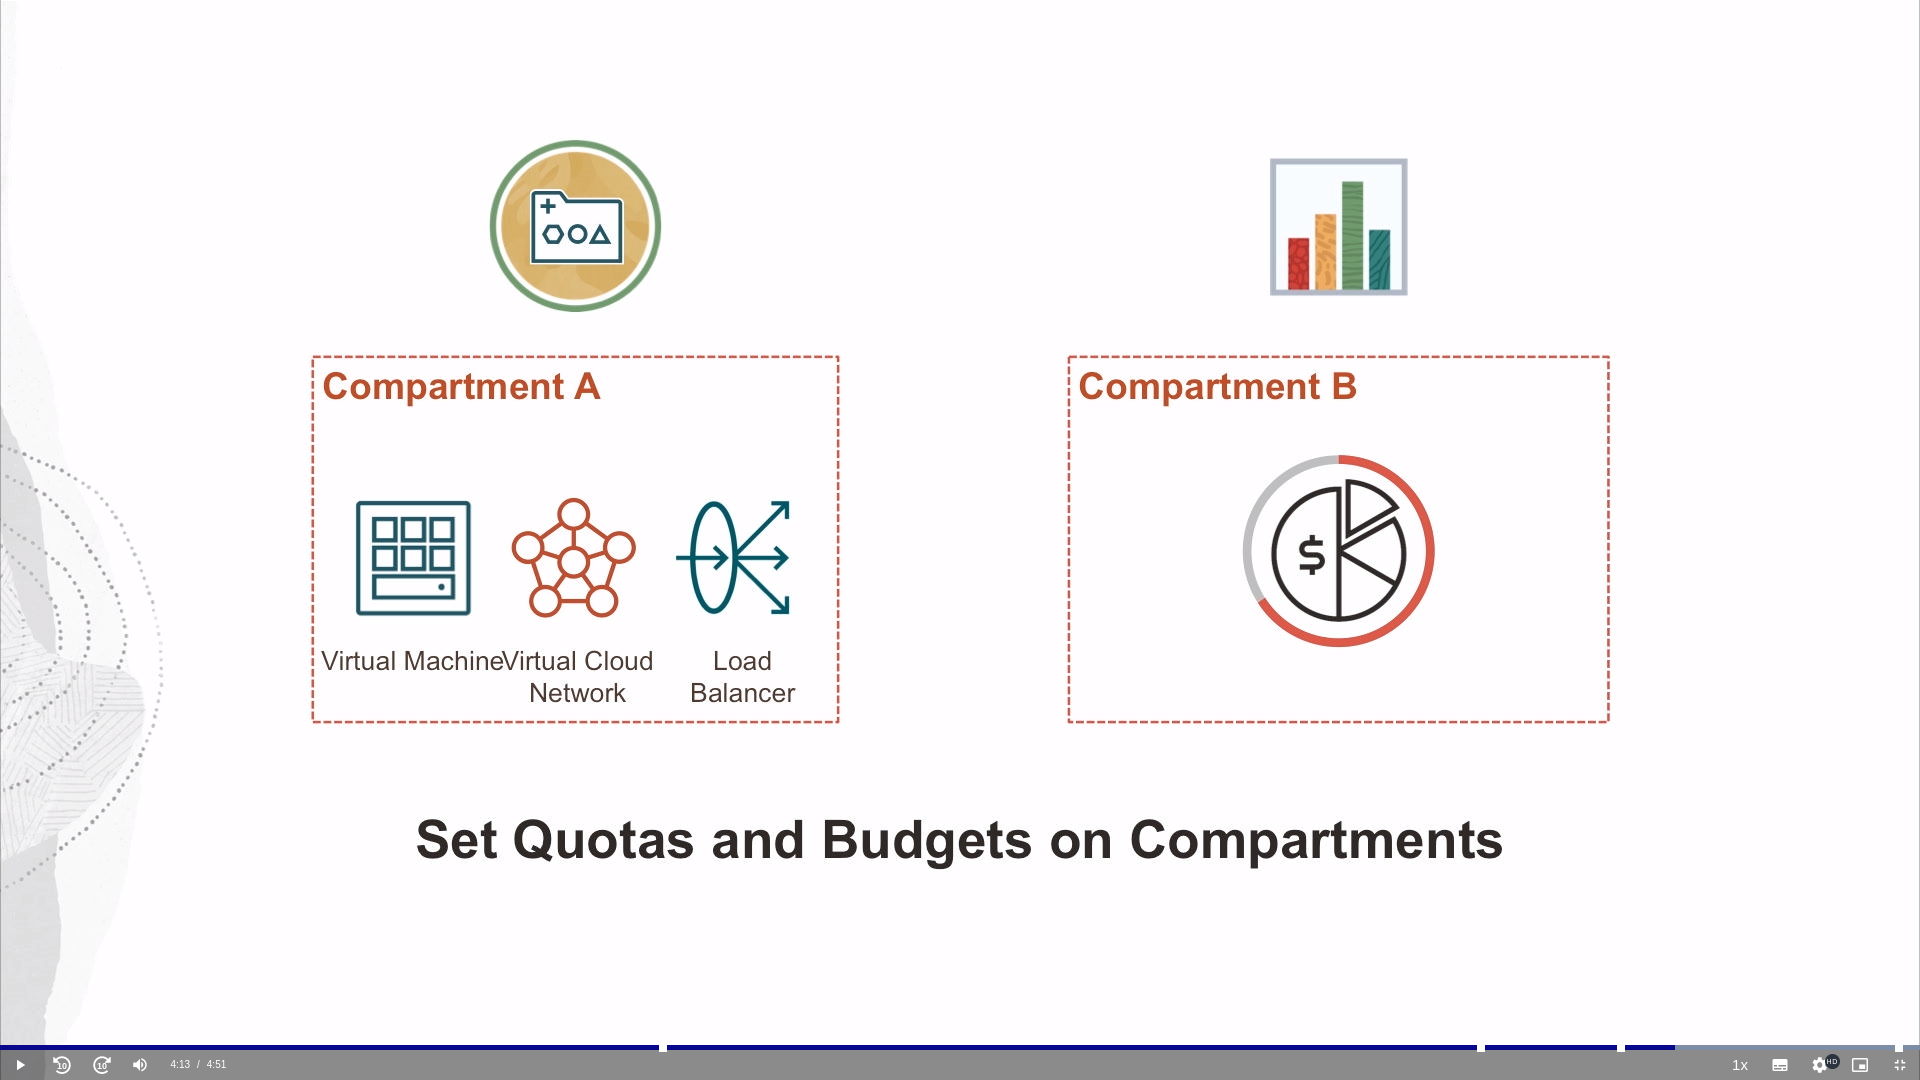 Compartment A
Compartment B
$
Virtual Machine
Virtual Cloud
Network
Load
Balancer
Set Quotas and Budgets on Compartments
10
10
4:13 / 4:51
1x
HD